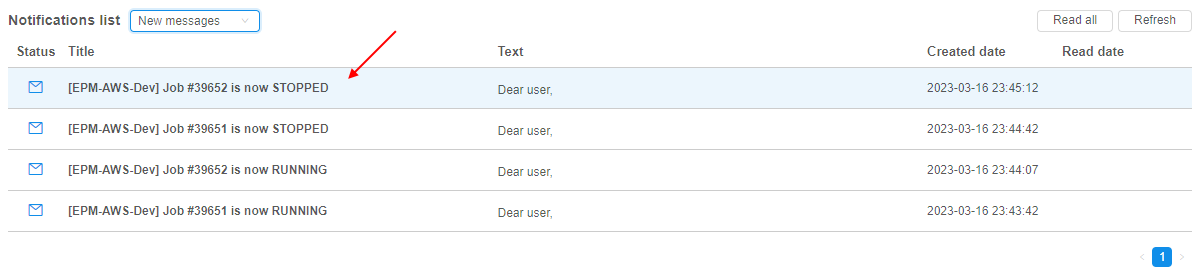 Notifications list New messages Read all Refresh
Status Title Text Created date Read date
[EPM-AWS-Dev] Job #39652 is now STOPPED Dear user, 2023-03-16 23:45:12
[EPM-AWS-Dev] Job #39651 is now STOPPED Dear user, 2023-03-16 23:44:42
[EPM-AWS-Dev] Job #39652 is now RUNNING Dear user, 2023-03-16 23:44:07
[EPM-AWS-Dev] Job #39651 is now RUNNING Dear user, 2023-03-16 23:43:42
1